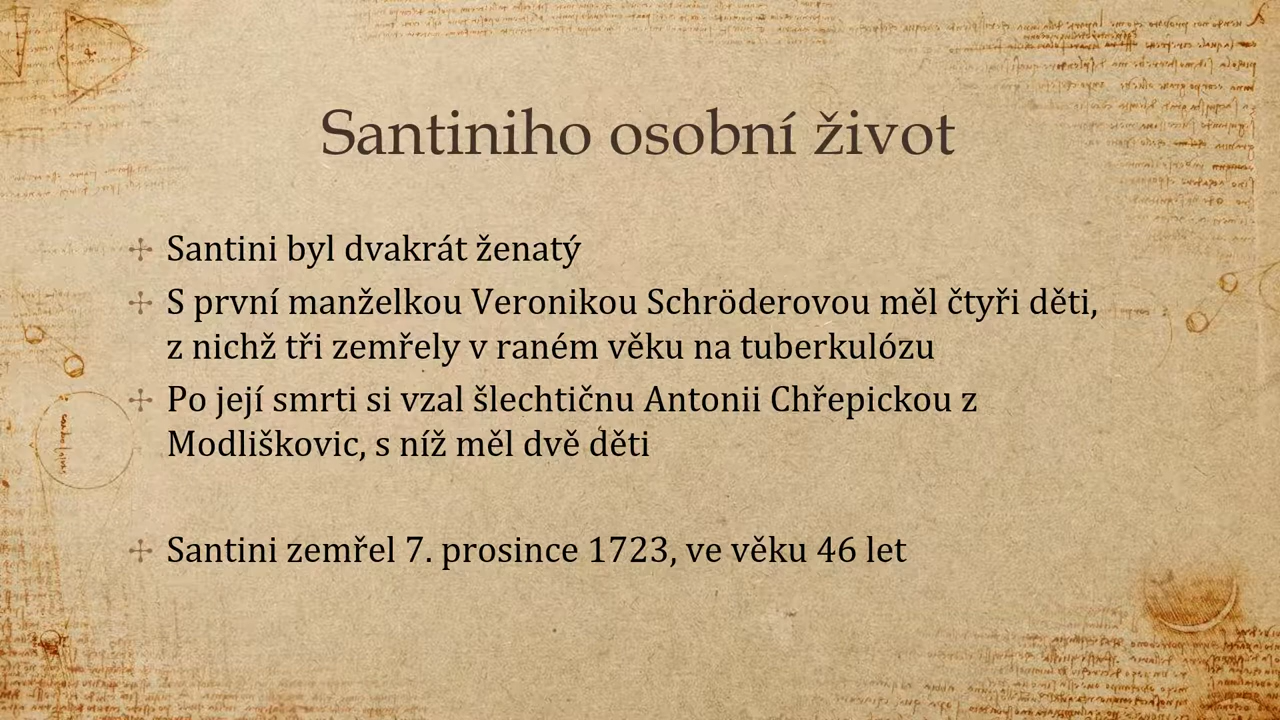 Santiniho osobní život
Santini byl dvakrát ženatý
S první manželkou Veronikou Schröderovou měl čtyři děti,
z nichž tři zemřely v raném věku na tuberkulózu
Po její smrti si vzal šlechtičnu Antonii Chřepickou z
Modliškovic, s níž měl dvě děti
Santini zemřel 7. prosince 1723, ve věku 46 let